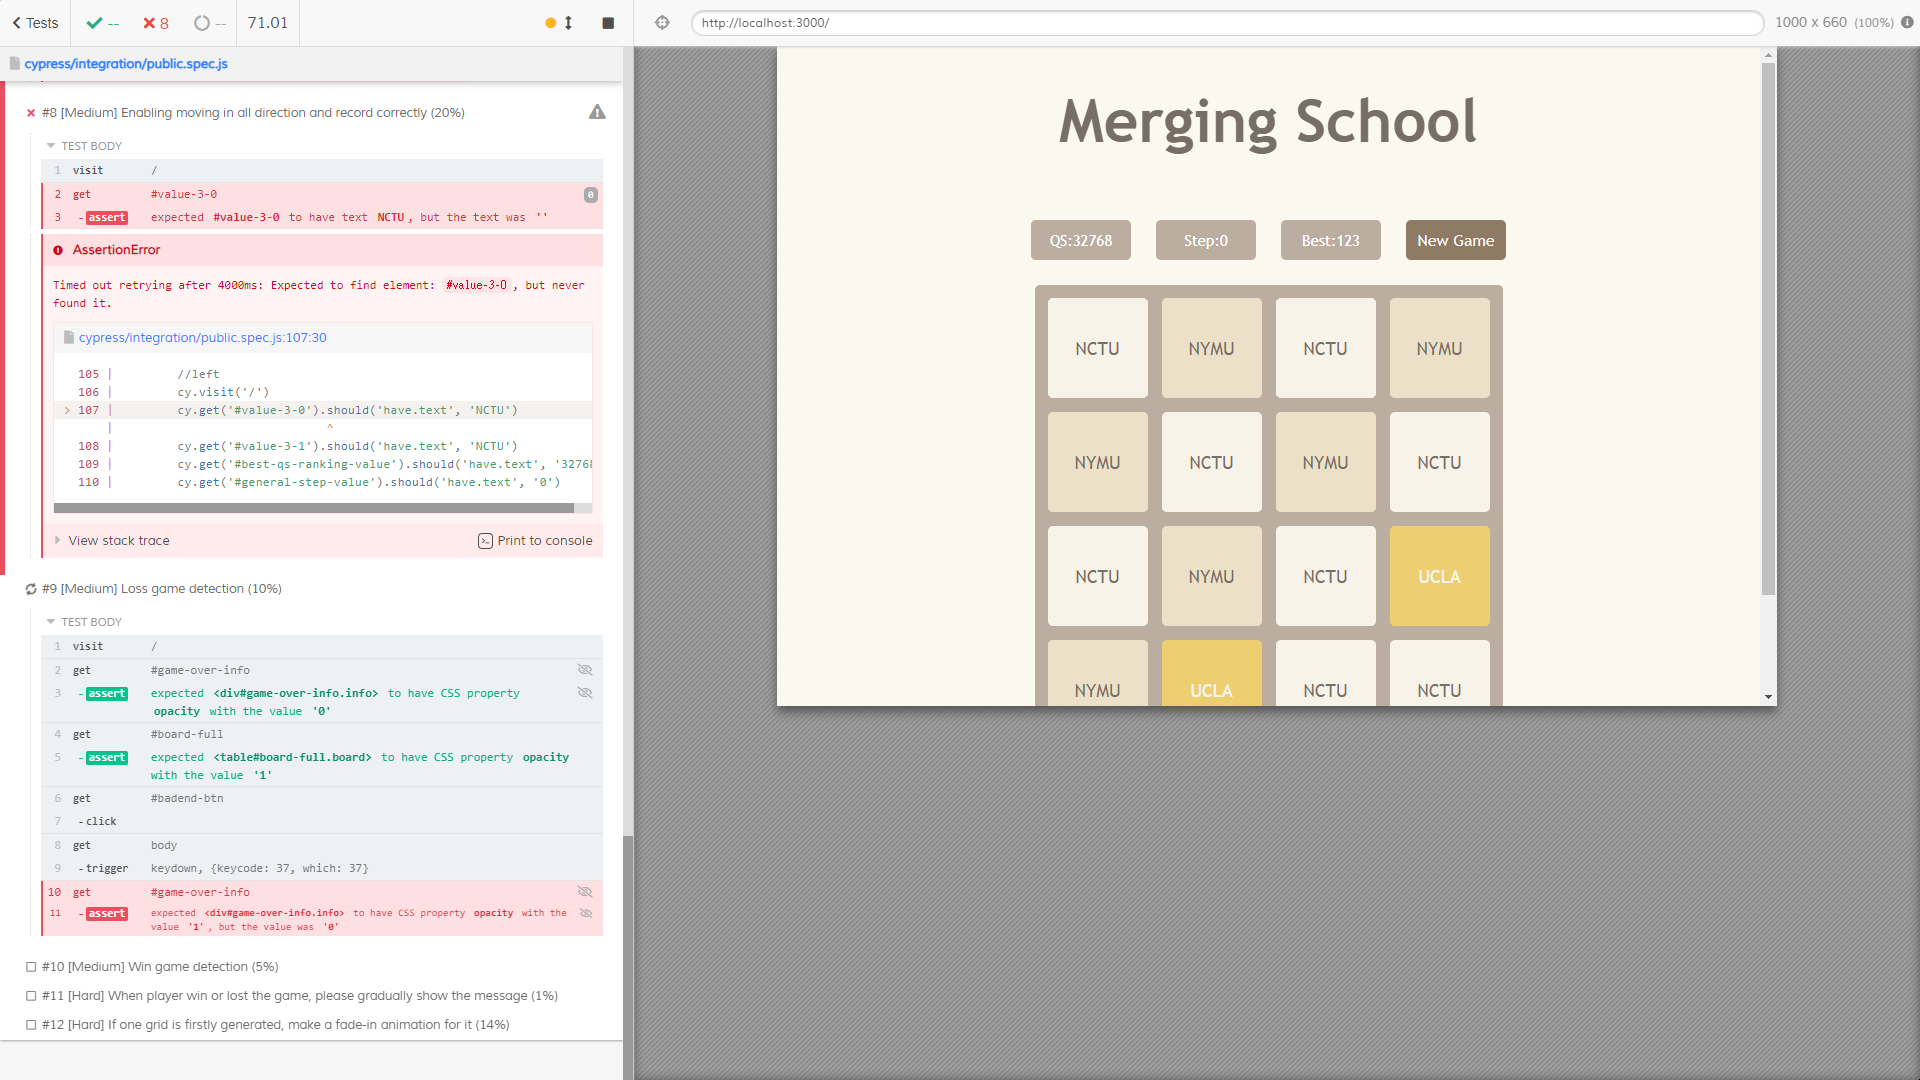 Tests
--
8
--
71.01
cypress/integration/public.spec.js
#8 [Medium] Enabling moving in all direction and record correctly (20%)
TEST BODY
1 visit /
2 get #value-3-0 0
3 -assert expected #value-3-0 to have text NCTU, but the text was ''
AssertionError
Timed out retrying after 4000ms: Expected to find element: #value-3-0, but never
found it.
cypress/integration/public.spec.js:107:30
105 | //left
106 | cy.visit('/')
> 107 | cy.get('#value-3-0').should('have.text', 'NCTU')
| ^
108 | cy.get('#value-3-1').should('have.text', 'NCTU')
109 | cy.get('#best-qs-ranking-value').should('have.text', '3276
110 | cy.get('#general-step-value').should('have.text', '0')
View stack trace
Print to console
#9 [Medium] Loss game detection (10%)
TEST BODY
1 visit /
2 get #game-over-info
3 -assert expected <div#game-over-info.info> to have CSS property
opacity with the value '0'
4 get #board-full
5 -assert expected <table#board-full.board> to have CSS property opacity
with the value '1'
6 get #badend-btn
7 -click
8 get body
9 -trigger keydown, {keycode: 37, which: 37}
10 get #game-over-info
11 -assert expected <div#game-over-info.info> to have CSS property opacity with the
value '1', but the value was '0'
#10 [Medium] Win game detection (5%)
#11 [Hard] When player win or lost the game, please gradually show the message (1%)
#12 [Hard] If one grid is firstly generated, make a fade-in animation for it (14%)
http://localhost:3000/
1000 x 660 (100%)
Merging School
QS:32768
Step:0
Best:123
New Game
NCTU NYMU NCTU NYMU
NYMU NCTU NYMU NCTU
NCTU NYMU NCTU UCLA
NYMU UCLA NCTU NCTU